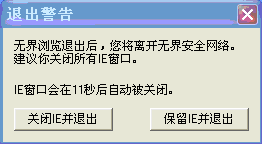 退出警告
无界浏览退出后，您将离开无界安全网络。
建议你关闭所有IE窗口。
IE窗口会在11秒后自动被关闭。
关闭IE并退出
保留IE并退出